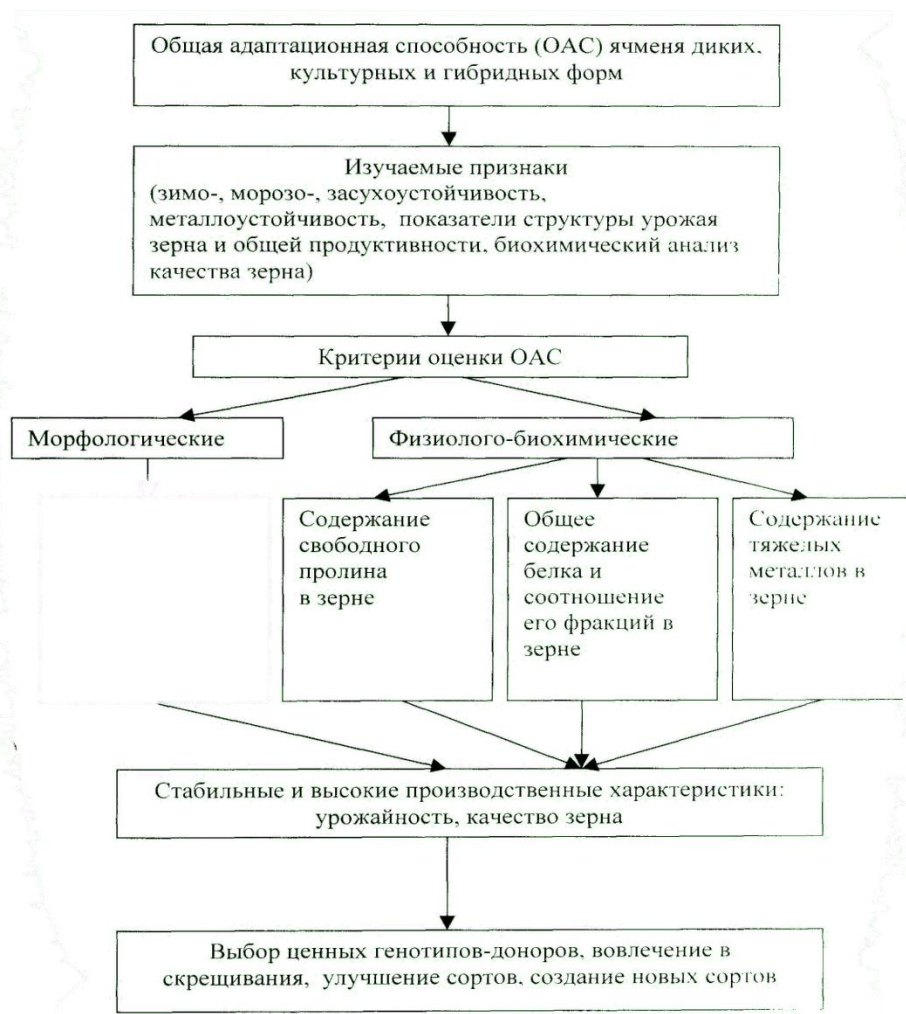 Общая адаптационная способность (ОАС) ячменя диких,
культурных и гибридных форм
Изучаемые признаки
(зимо-, морозо-, засухоустойчивость,
металлоустойчивость, показатели структуры урожая
зерна и общей продуктивности, биохимический анализ
качества зерна)
Критерии оценки ОАС
Морфологические
Физиолого-биохимические
Содержание
свободного
пролина
в зерне
Общее
содержание
белка и
соотношение
его фракций в
зерне
Содержание
тяжелых
металлов в
зерне
Стабильные и высокие производственные характеристики:
урожайность, качество зерна
Выбор ценных генотипов-доноров, вовлечение в
скрещивания, улучшение сортов, создание новых сортов